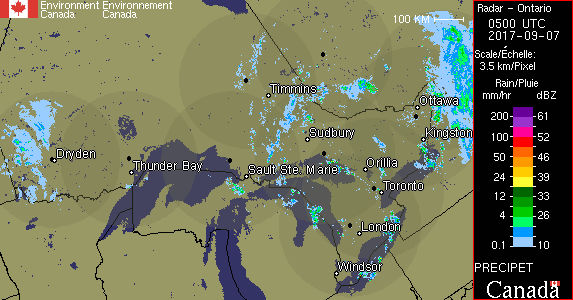 Environment Environnement
Canada Canada
100 KM
Timmins
Ottawa
Sudbury
Kingston
Dryden
Thunder Bay
Sault Ste. Marie
Orillia
Toronto
London
Windsor
Radar - Ontario
0500 UTC
2017-09-07
Scale/Échelle:
3.5 km/Pixel
Rain/Pluie
mm/hr dBZ
200 61
100 52
50 46
24 39
12 33
4 26
0.1 10
PRECIPET
Canada